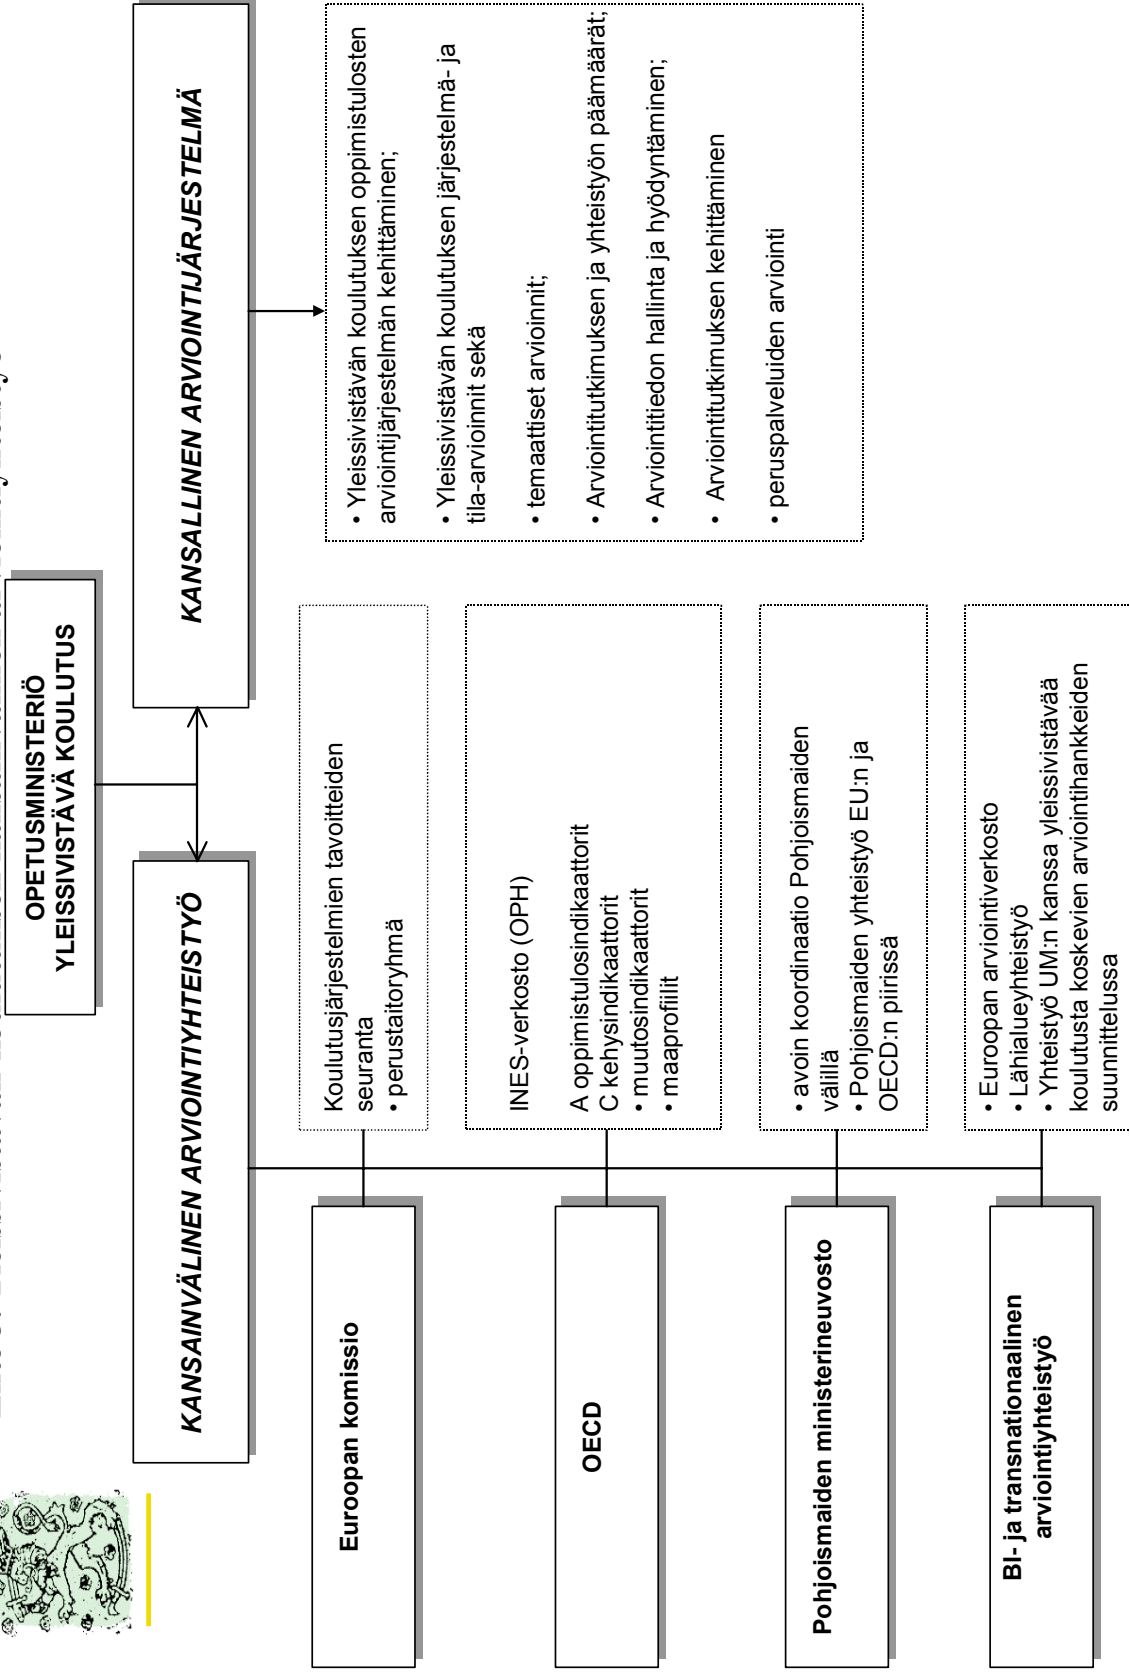 OPETUSMINISTERIÖ
YLEISSIVISTÄVÄ KOULUTUS
KANSAINVÄLINEN ARVIOINTIYHTEISTYÖ
KANSALLINEN ARVIOINTIJÄRJESTELMÄ
Euroopan komissio
Koulutusjärjestelmien tavoitteiden
seuranta
• perustaitoryhmä
OECD
INES-verkosto (OPH)
A oppimistulosindikaattorit
C kehysindikaattorit
• mutosindikaattorit
• maaprofiilit
Pohjoismaiden ministerineuvosto
• avoin koordinaatio Pohjoismaiden
välillä
• Pohjoismaiden yhteistyö EU:n ja
OECD:n piirissä
BI- ja transnationaalinen
arviointiyhteistyö
• Euroopan arviointiverkosto
• Lähialueyhteistyö
• Yhteistyö UM:n kanssa yleissivistävää
koulutusta koskevien arviointihankkeiden
suunnittelussa
• Yleissivistävän koulutuksen oppimistulosten
arviointijärjestelmän kehittäminen;
• Yleissivistävän koulutuksen järjestelmä- ja
tila-arvioinnit sekä
• temaattiset arvioinnit;
• Arviointitutkimuksen ja yhteistyön päämäärät;
• Arviointitiedon hallinta ja hyödyntäminen;
• Arviointitutkimuksen kehittäminen
• peruspalveluiden arviointi